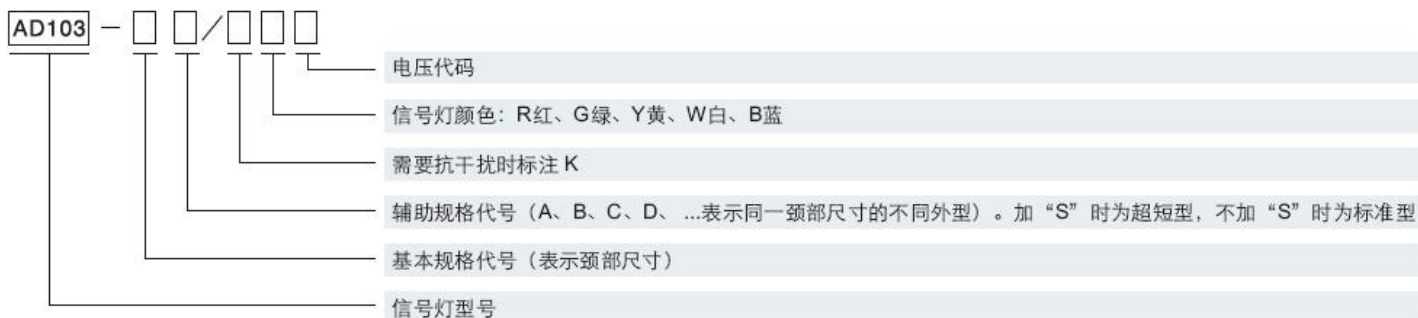 AD103 - □ □/□ □ □
电压代码
信号灯颜色：R红、G绿、Y黄、W白、B蓝
需要抗干扰时标注 K
辅助规格代号（A、B、C、D、 ...表示同一颈部尺寸的不同外型）。加“S”时为超短型，不加“S”时为标准型
基本规格代号（表示颈部尺寸）
信号灯型号